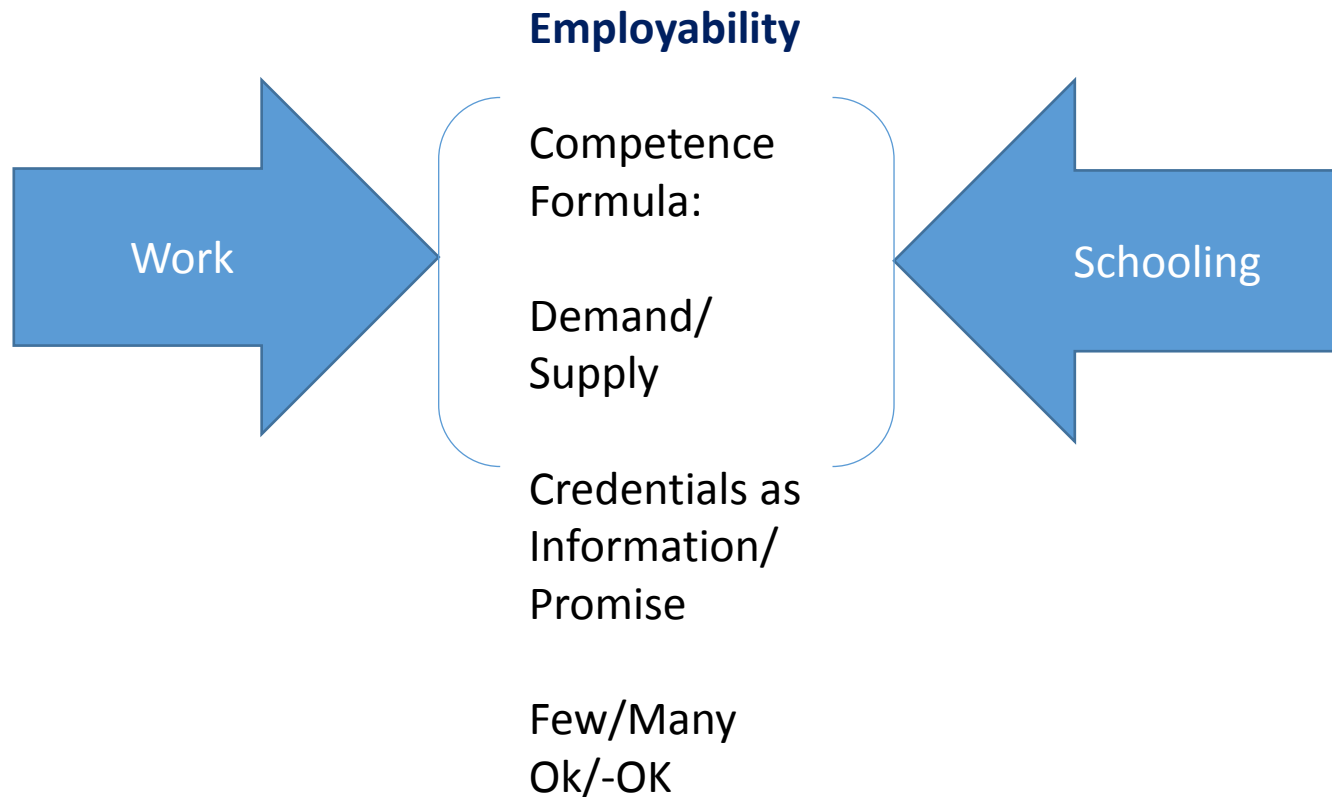 Employability
Work
Competence
Formula:
Demand/
Supply
Credentials as
Information/
Promise
Few/Many
Ok/-OK
Schooling